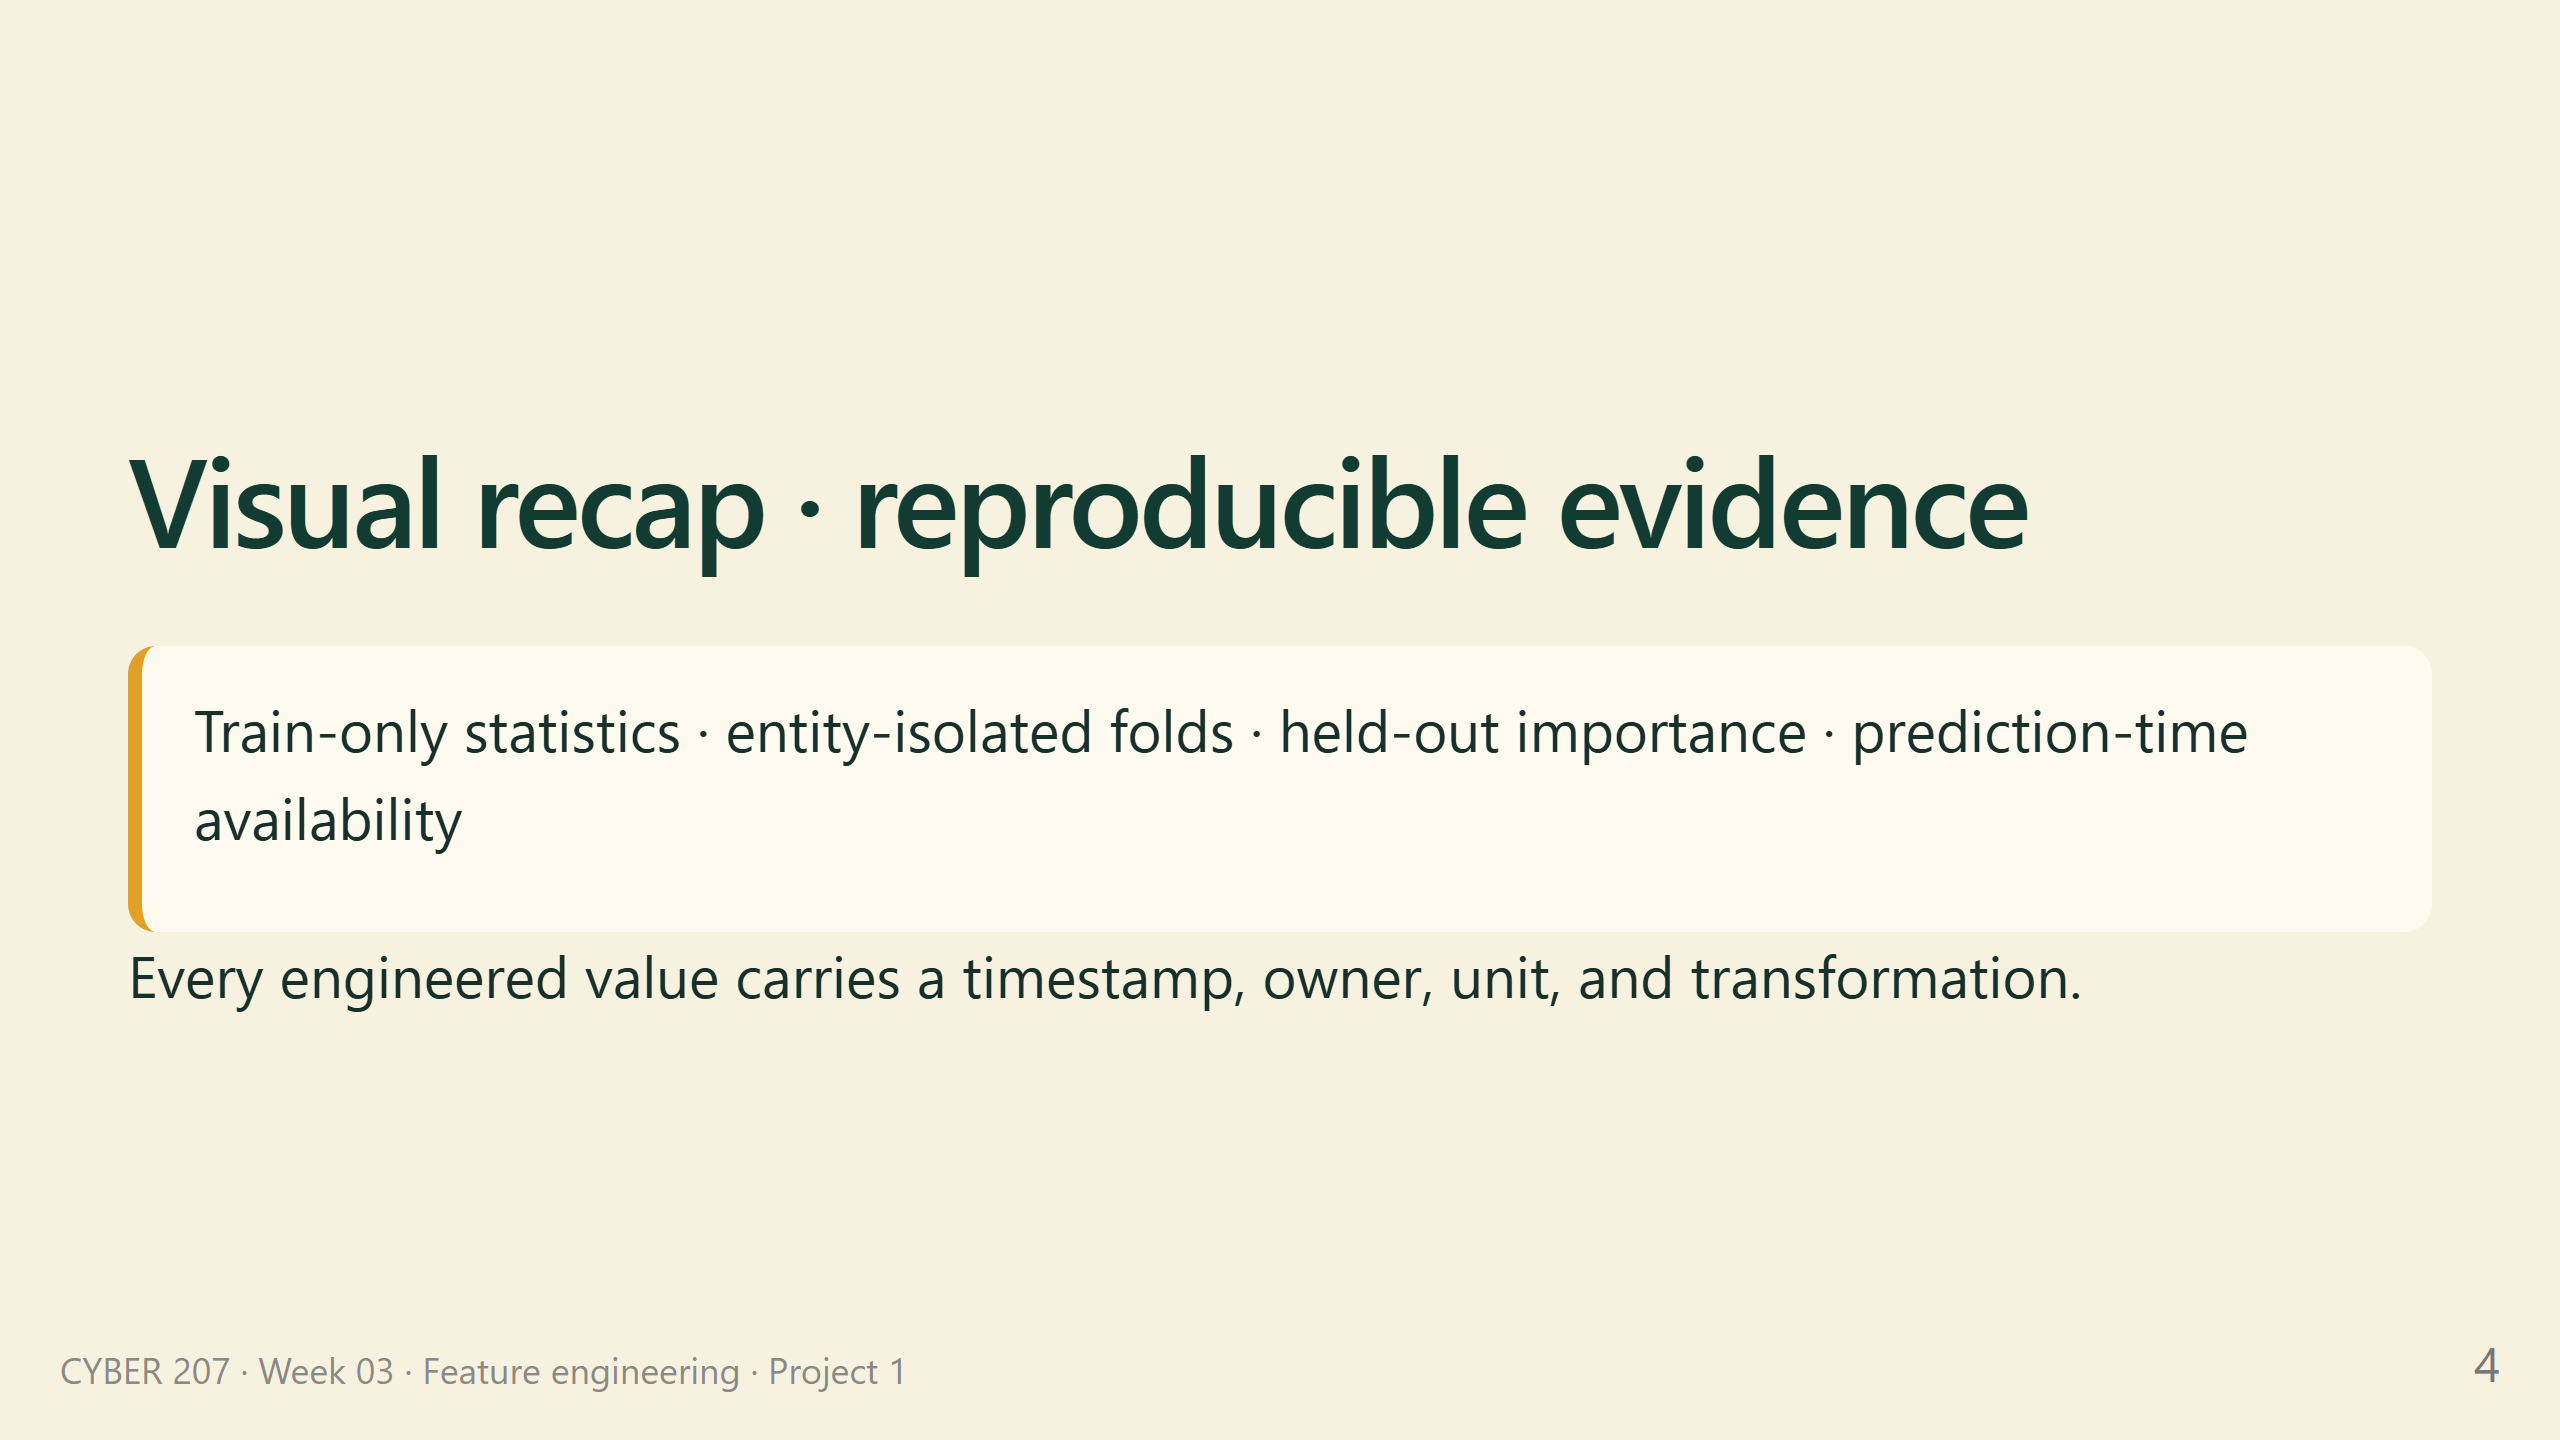 Visual recap · reproducible evidence
Train-only statistics · entity-isolated folds · held-out importance · prediction-time
availability
Every engineered value carries a timestamp, owner, unit, and transformation.
CYBER 207 · Week 03 · Feature engineering · Project 1
4